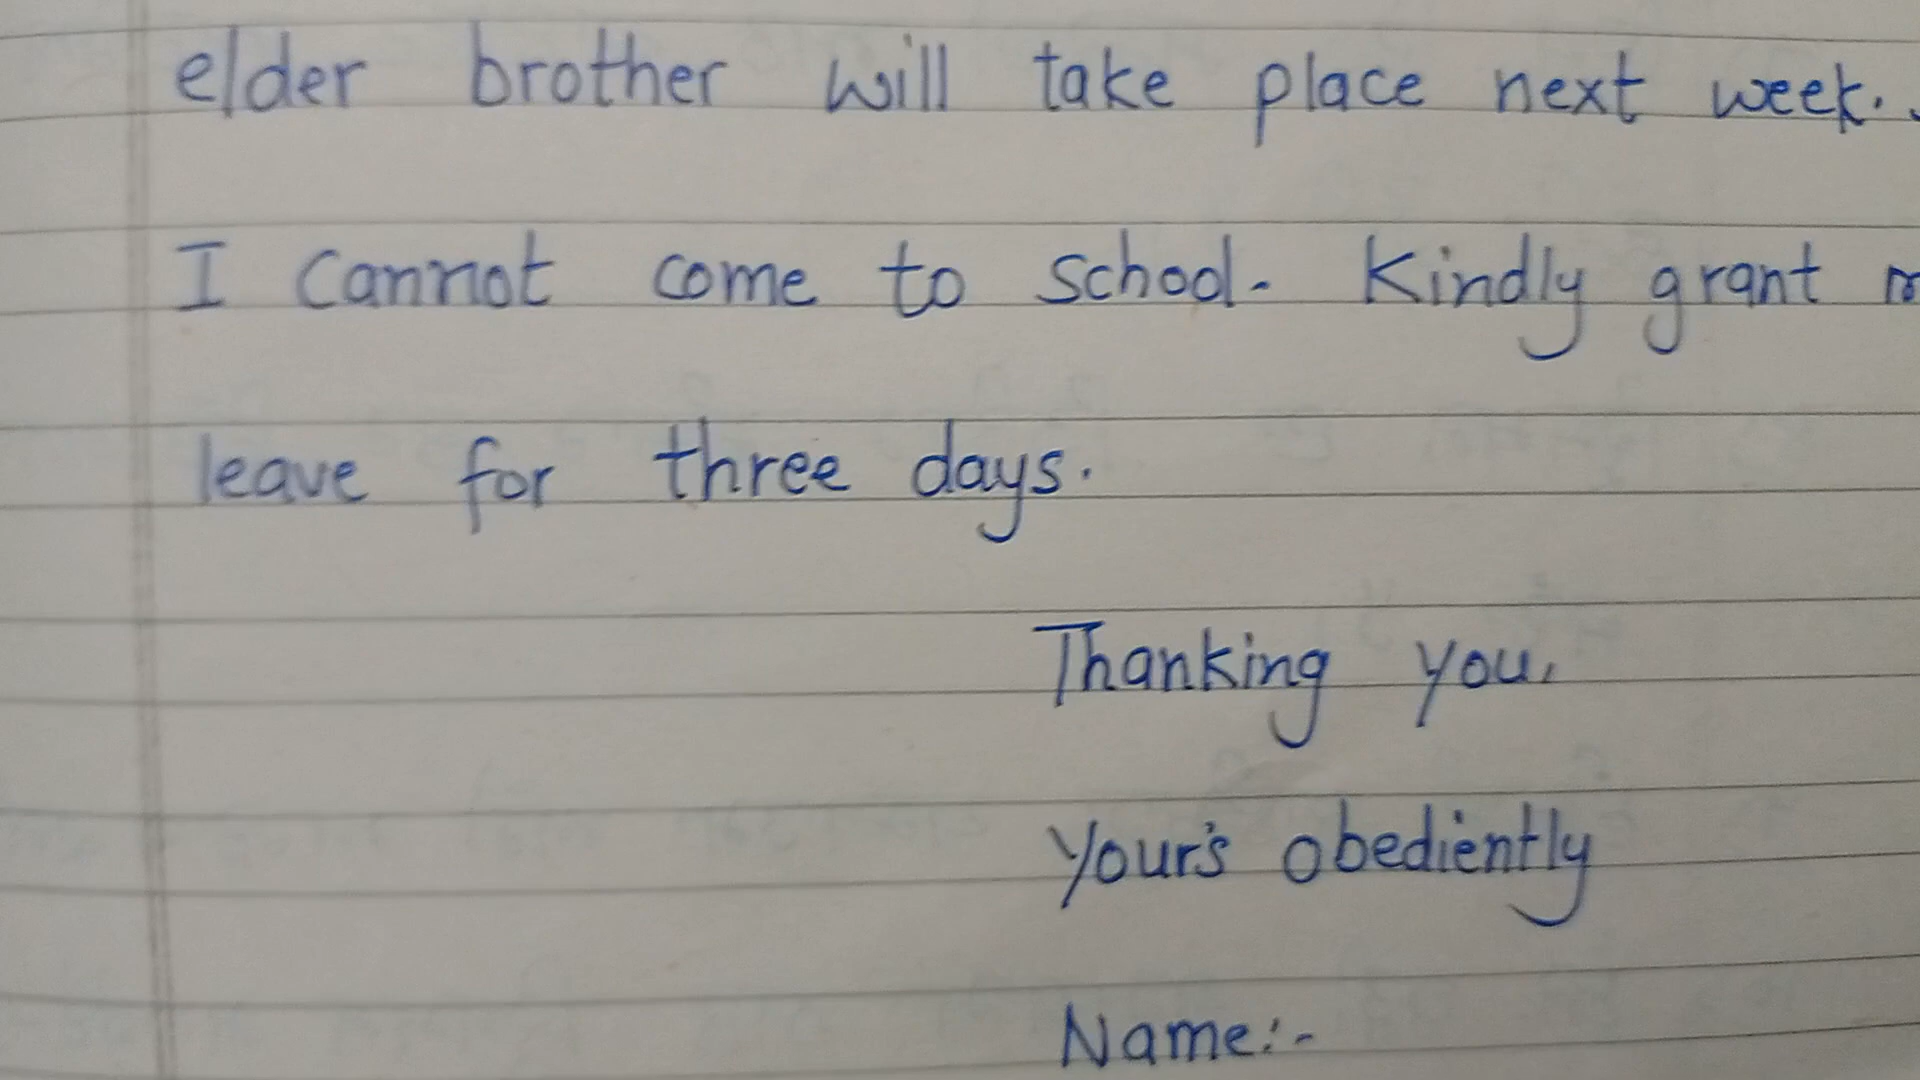 elder brother will take place next week.
I cannot come to school. Kindly grant
leave for three days.
Thanking you,
Your's obediently
Name:-